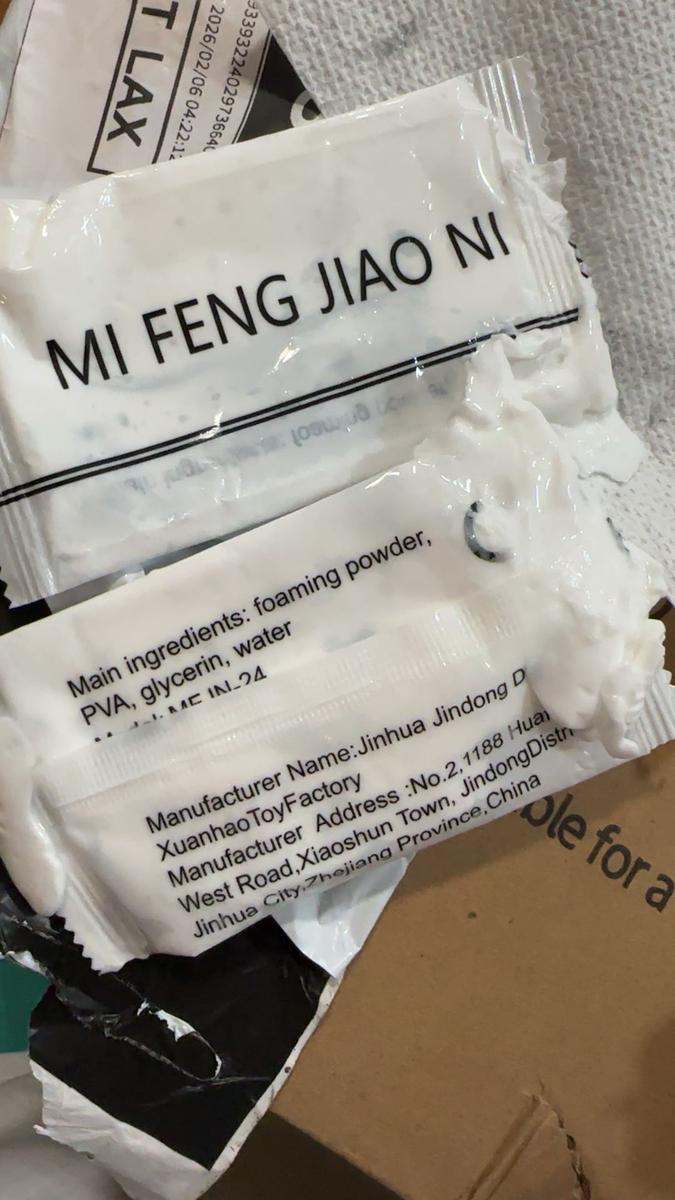 T LAX
2026/02/06 04:22:1
MI FENG JIAO NI
Main ingredients: foaming powder,
PVA, glycerin, water
Manufacturer Name:Jinhua Jindong D
XuanhaoToyFactory
Manufacturer Address :No.2,1188 Huan
West Road,Xiaoshun Town, JindongDistri
Jinhua City,Zhejiang Province,China
ble for a